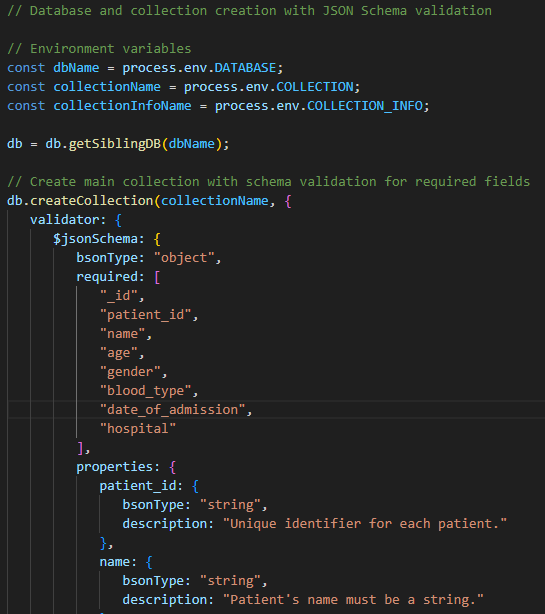 // Database and collection creation with JSON Schema validation
// Environment variables
const dbName = process.env.DATABASE;
const collectionName = process.env.COLLECTION;
const collectionInfoName = process.env.COLLECTION_INFO;
db = db.getSiblingDB(dbName);
// Create main collection with schema validation for required fields
db.createCollection(collectionName, {
validator: {
$jsonSchema: {
bsonType: "object",
required: [
"_id",
"patient_id",
"name",
"age",
"gender",
"blood_type",
"date_of_admission",
"hospital"
],
properties: {
patient_id: {
bsonType: "string",
description: "Unique identifier for each patient."
},
name: {
bsonType: "string",
description: "Patient's name must be a string."